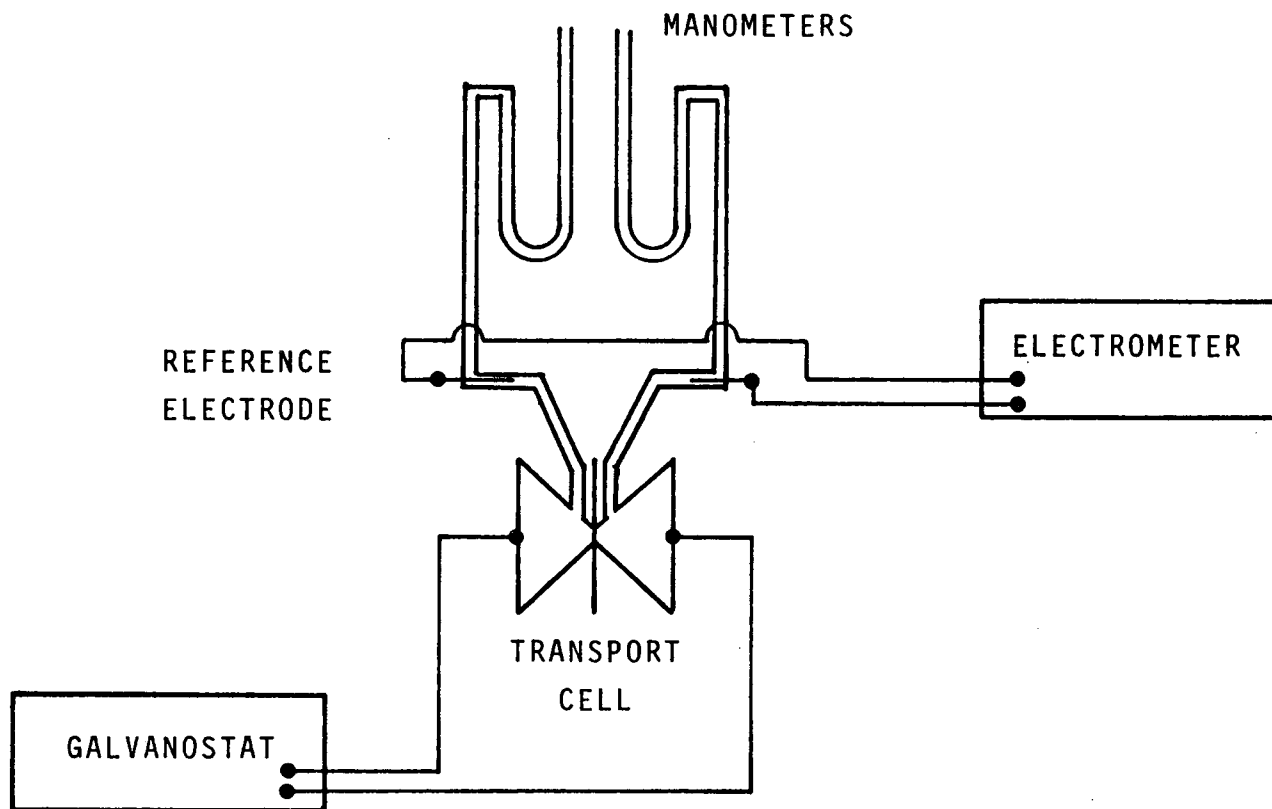 MANOMETERS
REFERENCE
ELECTRODE
ELECTROMETER
TRANSPORT
CELL
GALVANOSTAT